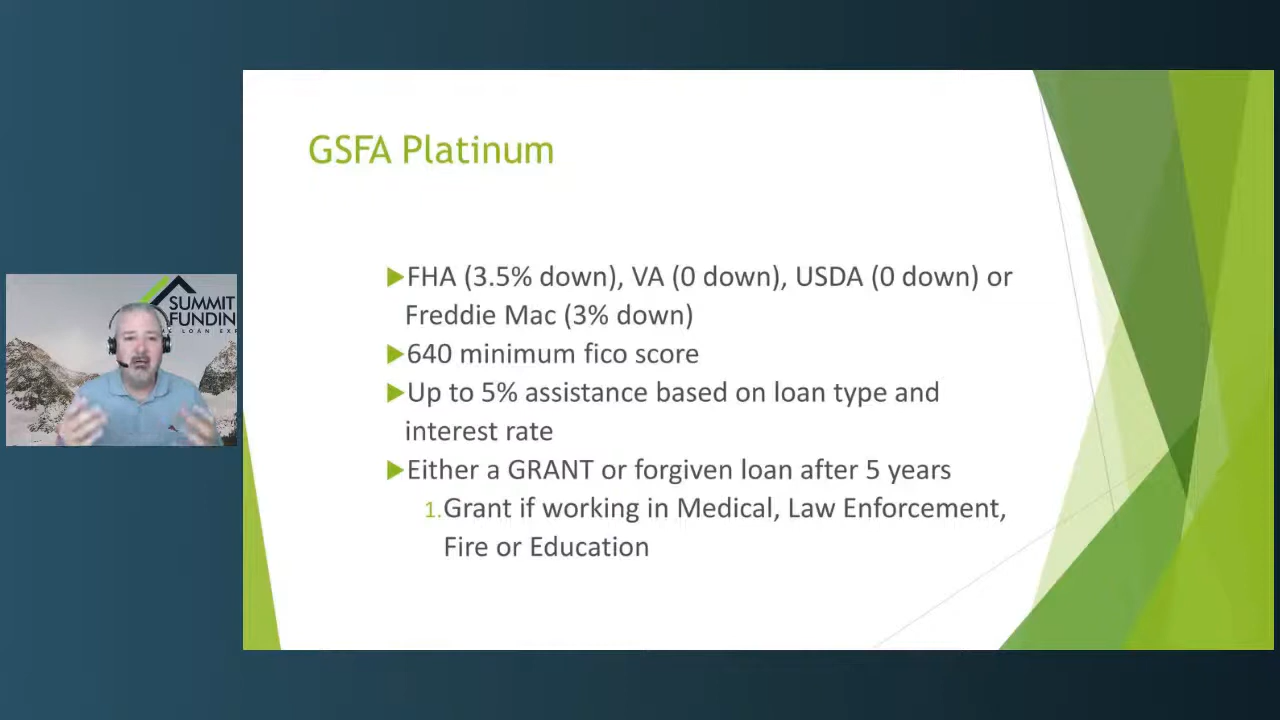 GSFA Platinum
FHA (3.5% down), VA (0 down), USDA (0 down) or
Freddie Mac (3% down)
640 minimum fico score
Up to 5% assistance based on loan type and
interest rate
Either a GRANT or forgiven loan after 5 years
1.Grant if working in Medical, Law Enforcement,
Fire or Education
SUMMIT
FUNDIN
LOAN EXP